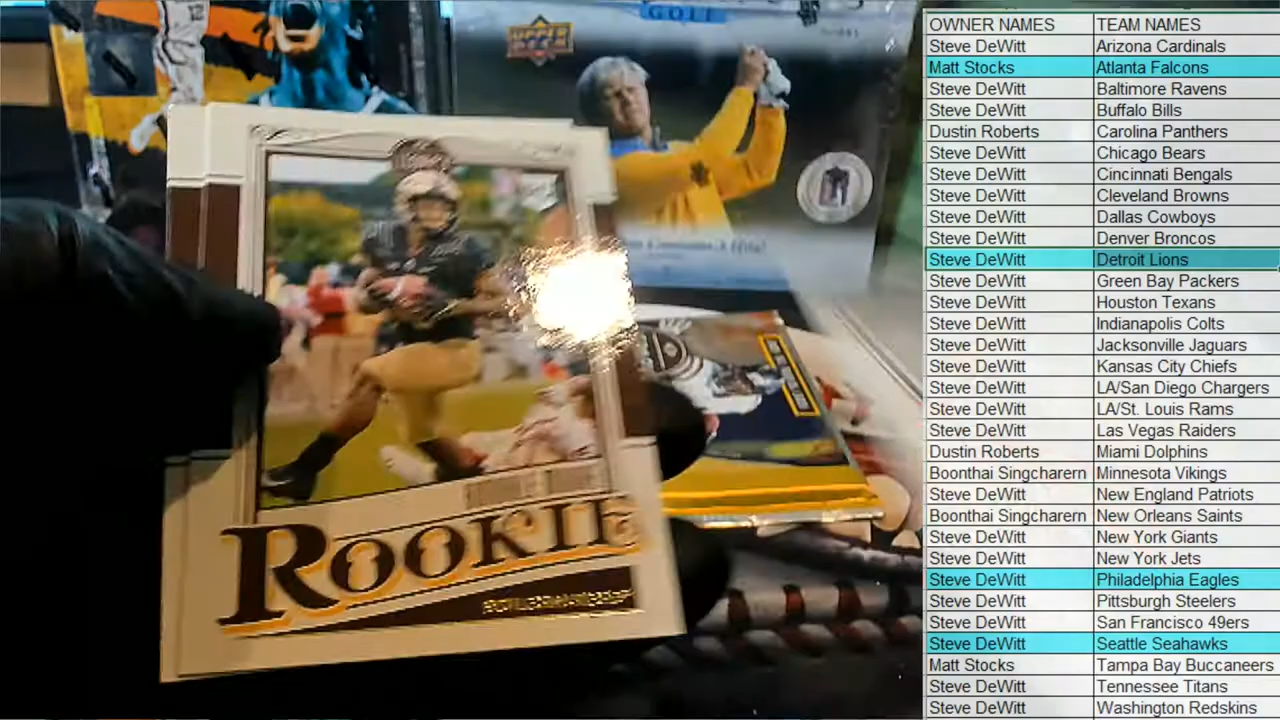 GOLF
UPPER DECK
12
ROOKIE
OWNER NAMES TEAM NAMES
Steve DeWitt Arizona Cardinals
Matt Stocks Atlanta Falcons
Steve DeWitt Baltimore Ravens
Steve DeWitt Buffalo Bills
Dustin Roberts Carolina Panthers
Steve DeWitt Chicago Bears
Steve DeWitt Cincinnati Bengals
Steve DeWitt Cleveland Browns
Steve DeWitt Dallas Cowboys
Steve DeWitt Denver Broncos
Steve DeWitt Detroit Lions
Steve DeWitt Green Bay Packers
Steve DeWitt Houston Texans
Steve DeWitt Indianapolis Colts
Steve DeWitt Jacksonville Jaguars
Steve DeWitt Kansas City Chiefs
Steve DeWitt LA/San Diego Chargers
Steve DeWitt LA/St. Louis Rams
Steve DeWitt Las Vegas Raiders
Dustin Roberts Miami Dolphins
Boonthai Singcharern Minnesota Vikings
Steve DeWitt New England Patriots
Boonthai Singcharern New Orleans Saints
Steve DeWitt New York Giants
Steve DeWitt New York Jets
Steve DeWitt Philadelphia Eagles
Steve DeWitt Pittsburgh Steelers
Steve DeWitt San Francisco 49ers
Steve DeWitt Seattle Seahawks
Matt Stocks Tampa Bay Buccaneers
Steve DeWitt Tennessee Titans
Steve DeWitt Washington Redskins